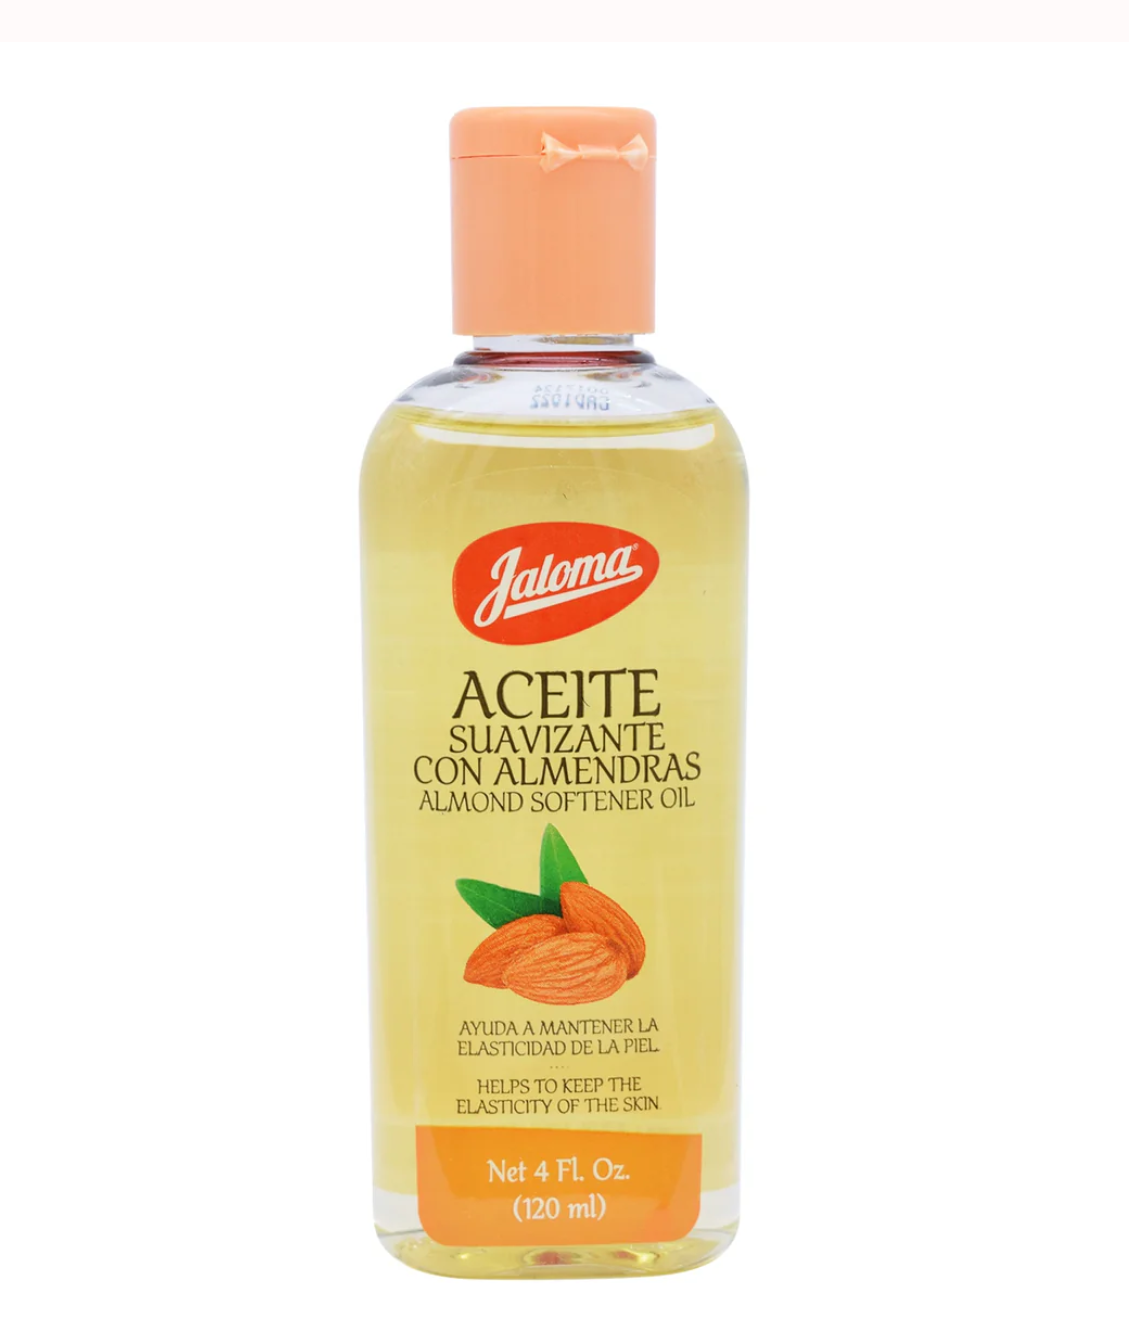 Jaloma®
ACEITE
SUAVIZANTE
CON ALMENDRAS
ALMOND SOFTENER OIL
AYUDA A MANTENER LA
ELASTICIDAD DE LA PIEL.
....
HELPS TO KEEP THE
ELASTICITY OF THE SKIN.
Net 4 Fl. Oz.
(120 ml)